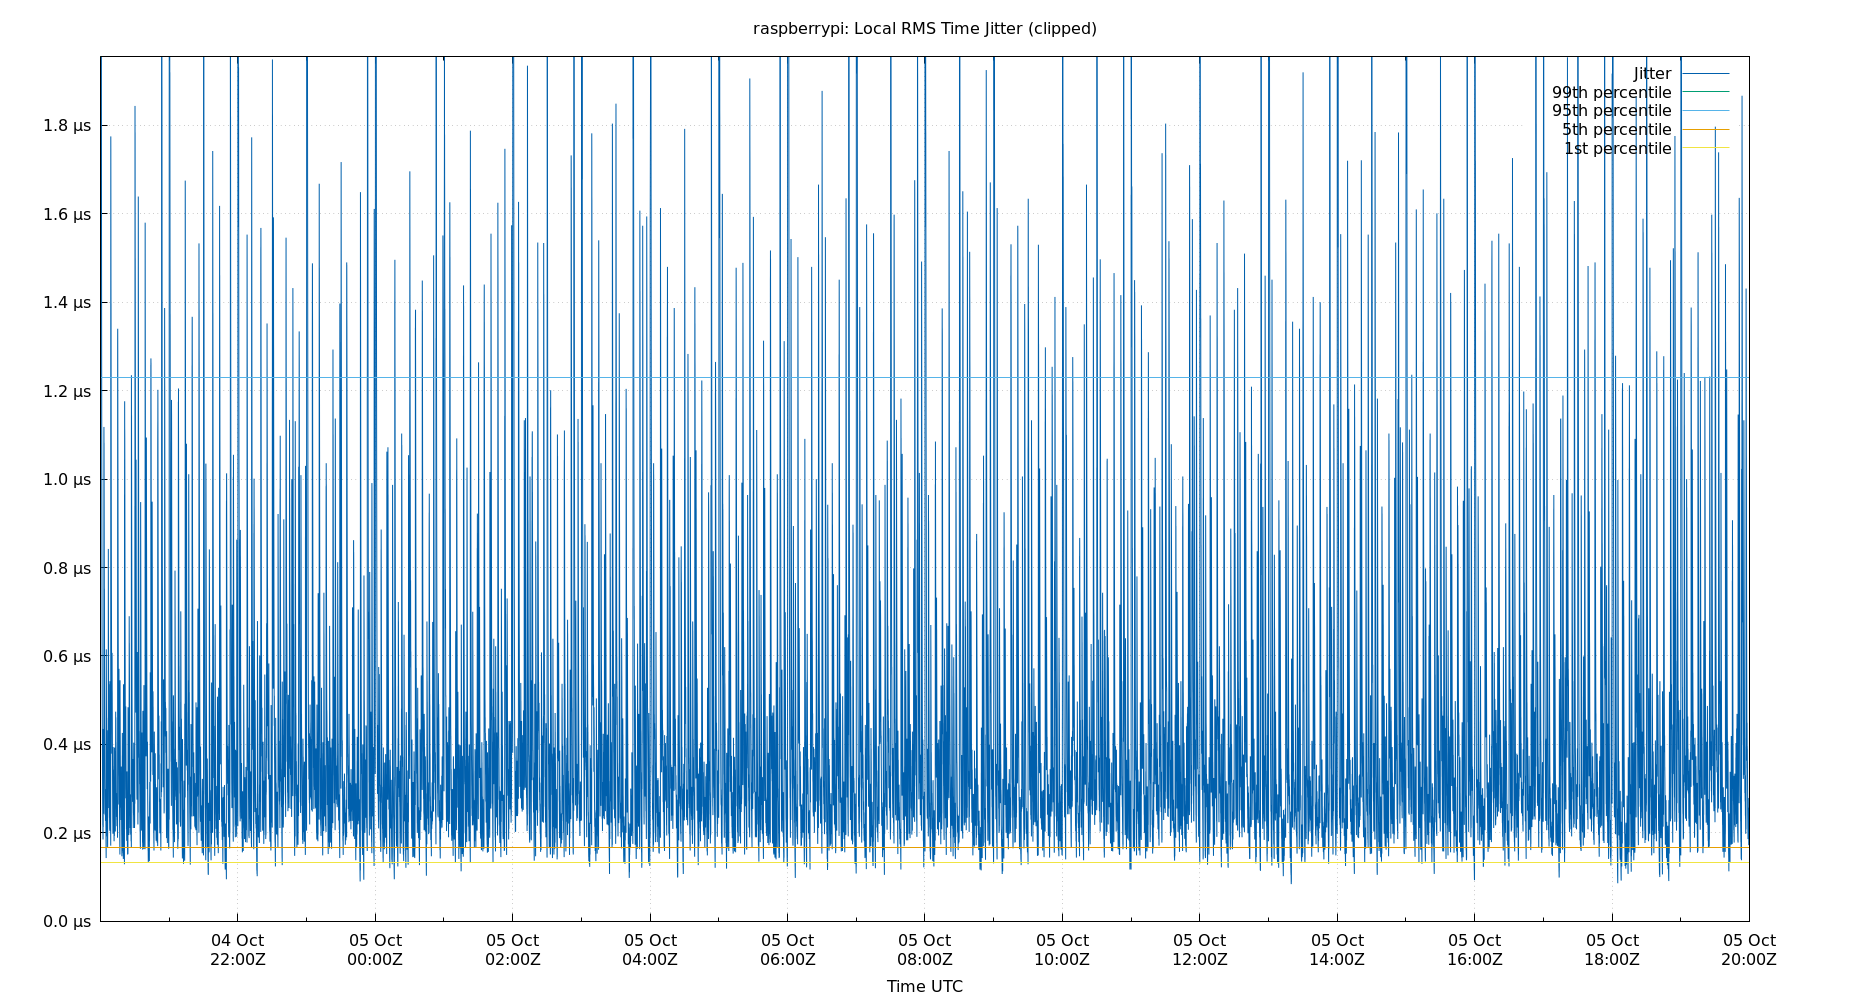 raspberrypi: Local RMS Time Jitter (clipped)
Jitter
99th percentile
95th percentile
5th percentile
1st percentile
1.8 µs
1.6 µs
1.4 µs
1.2 µs
1.0 µs
0.8 µs
0.6 µs
0.4 µs
0.2 µs
0.0 µs
04 Oct 05 Oct 05 Oct 05 Oct 05 Oct 05 Oct 05 Oct 05 Oct 05 Oct 05 Oct 05 Oct 05 Oct
22:00Z 00:00Z 02:00Z 04:00Z 06:00Z 08:00Z 10:00Z 12:00Z 14:00Z 16:00Z 18:00Z 20:00Z
Time UTC